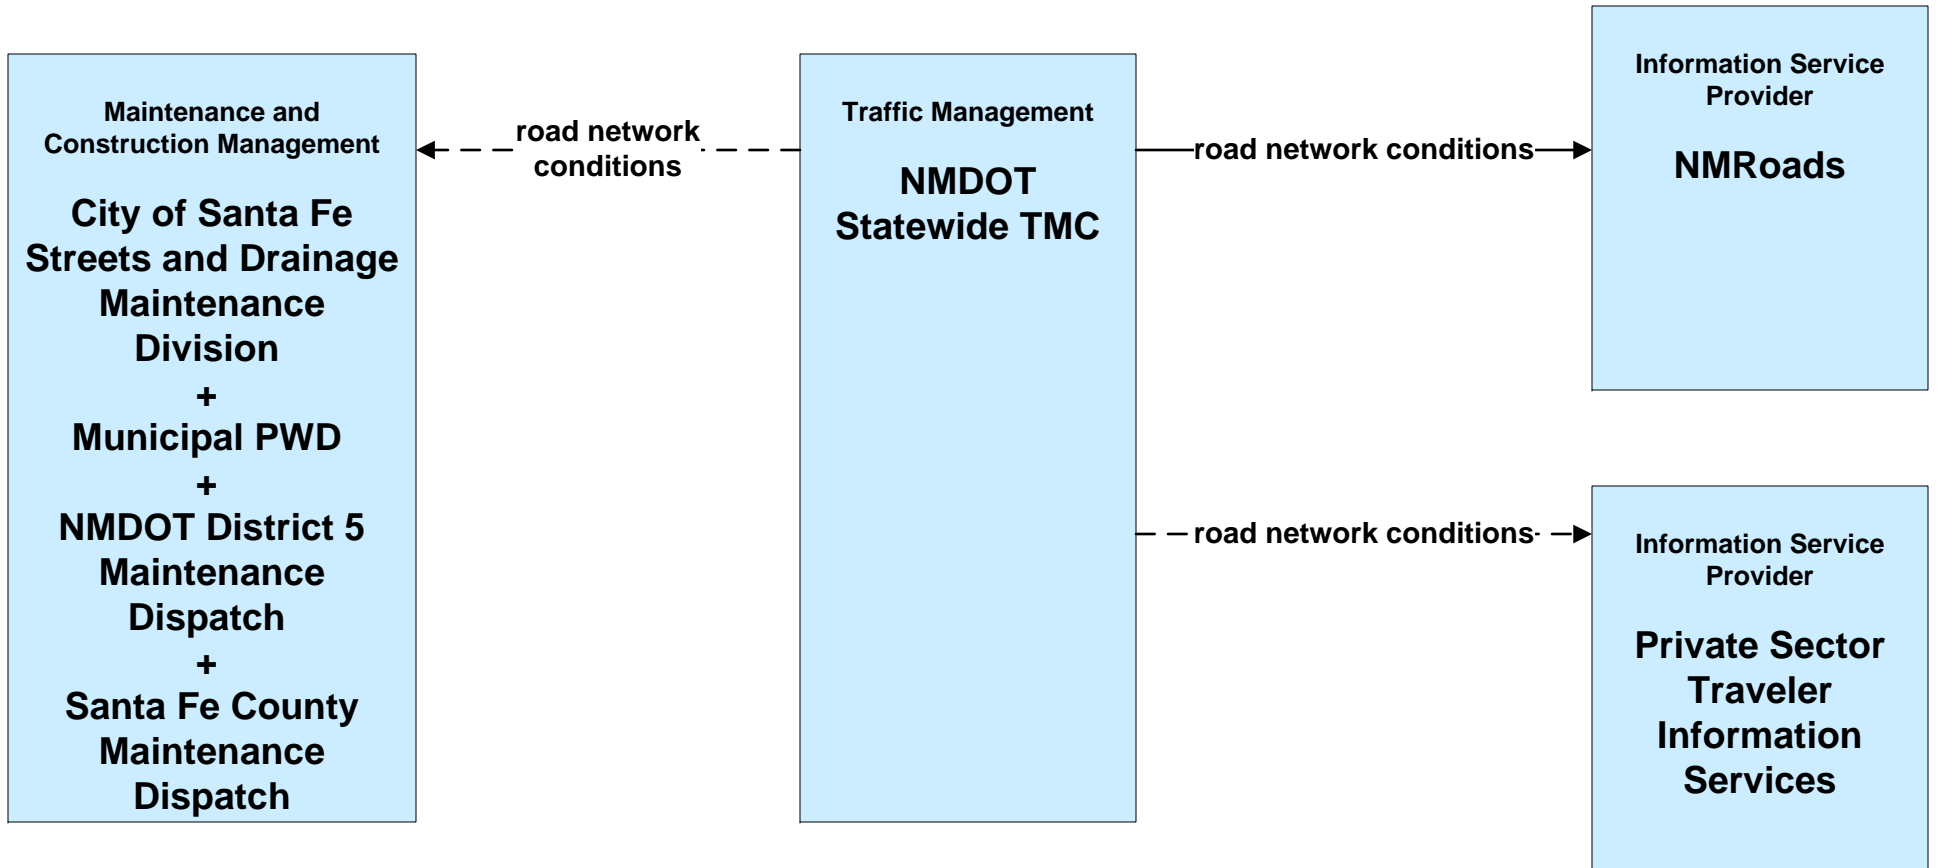 Maintenance and
Construction Management
City of Santa Fe
Streets and Drainage
Maintenance
Division
+
Municipal PWD
+
NMDOT District 5
Maintenance
Dispatch
+
Santa Fe County
Maintenance
Dispatch
road network
conditions
Traffic Management
NMDOT
Statewide TMC
road network conditions
Information Service
Provider
NMRoads
road network conditions
Information Service
Provider
Private Sector
Traveler
Information
Services